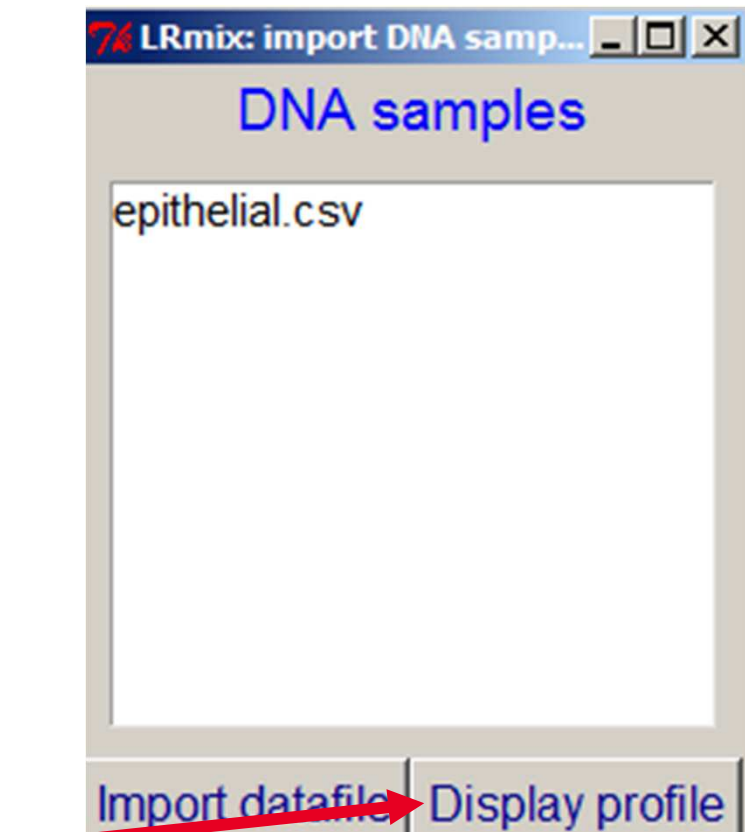 LRmix: import DNA samp...
DNA samples
epithelial.csv
Import datafile Display profile